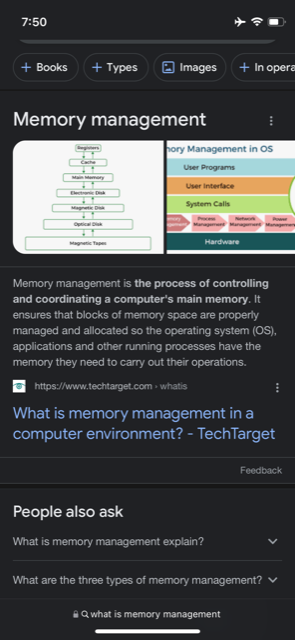 7:50
+ Books
+ Types
Images
+ In opera
Memory management
Registers
Cache
Main Memory
Electronic Disk
Magnetic Disk
Optical Disk
Magnetic Tapes
ory Management in OS
User Programs
User Interface
System Calls
Process Management
Network Management
Power
Hardware
Memory management is the process of controlling
and coordinating a computer's main memory. It
ensures that blocks of memory space are properly
managed and allocated so the operating system (OS),
applications and other running processes have the
memory they need to carry out their operations.
https://www.techtarget.com › whatis
What is memory management in a
computer environment? - TechTarget
Feedback
People also ask
What is memory management explain?
What are the three types of memory management?
what is memory management